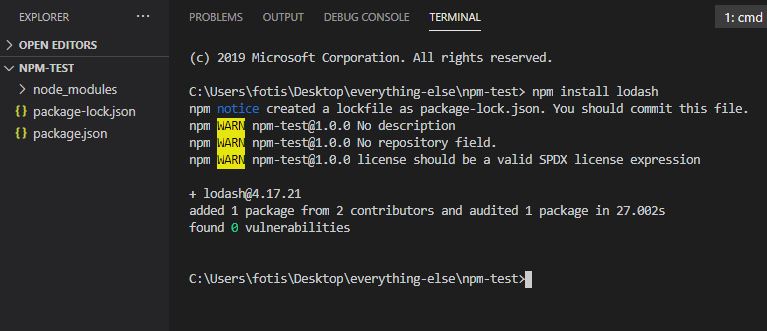 EXPLORER ...
PROBLEMS OUTPUT DEBUG CONSOLE TERMINAL 1: cmd
OPEN EDITORS
NPM-TEST
node_modules
{} package-lock.json
{} package.json
(c) 2019 Microsoft Corporation. All rights reserved.
C:\Users\fotis\Desktop\everything-else\npm-test> npm install lodash
npm notice created a lockfile as package-lock.json. You should commit this file.
npm WARN npm-test@1.0.0 No description
npm WARN npm-test@1.0.0 No repository field.
npm WARN npm-test@1.0.0 license should be a valid SPDX license expression
+ lodash@4.17.21
added 1 package from 2 contributors and audited 1 package in 27.002s
found 0 vulnerabilities
C:\Users\fotis\Desktop\everything-else\npm-test>